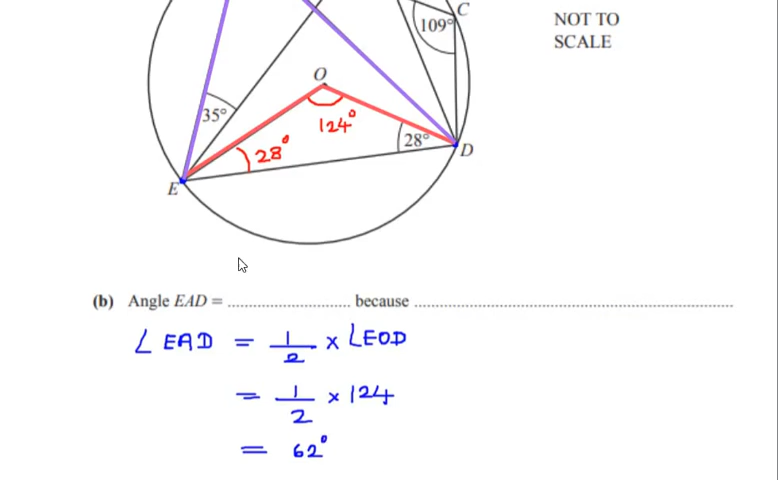 C
109°
NOT TO
SCALE
O
35°
124°
28°
28°
D
E
(b) Angle EAD = ............................ because ........................................................................
∠ EAD = 1/2 × ∠EOD
= 1/2 × 124
= 62°